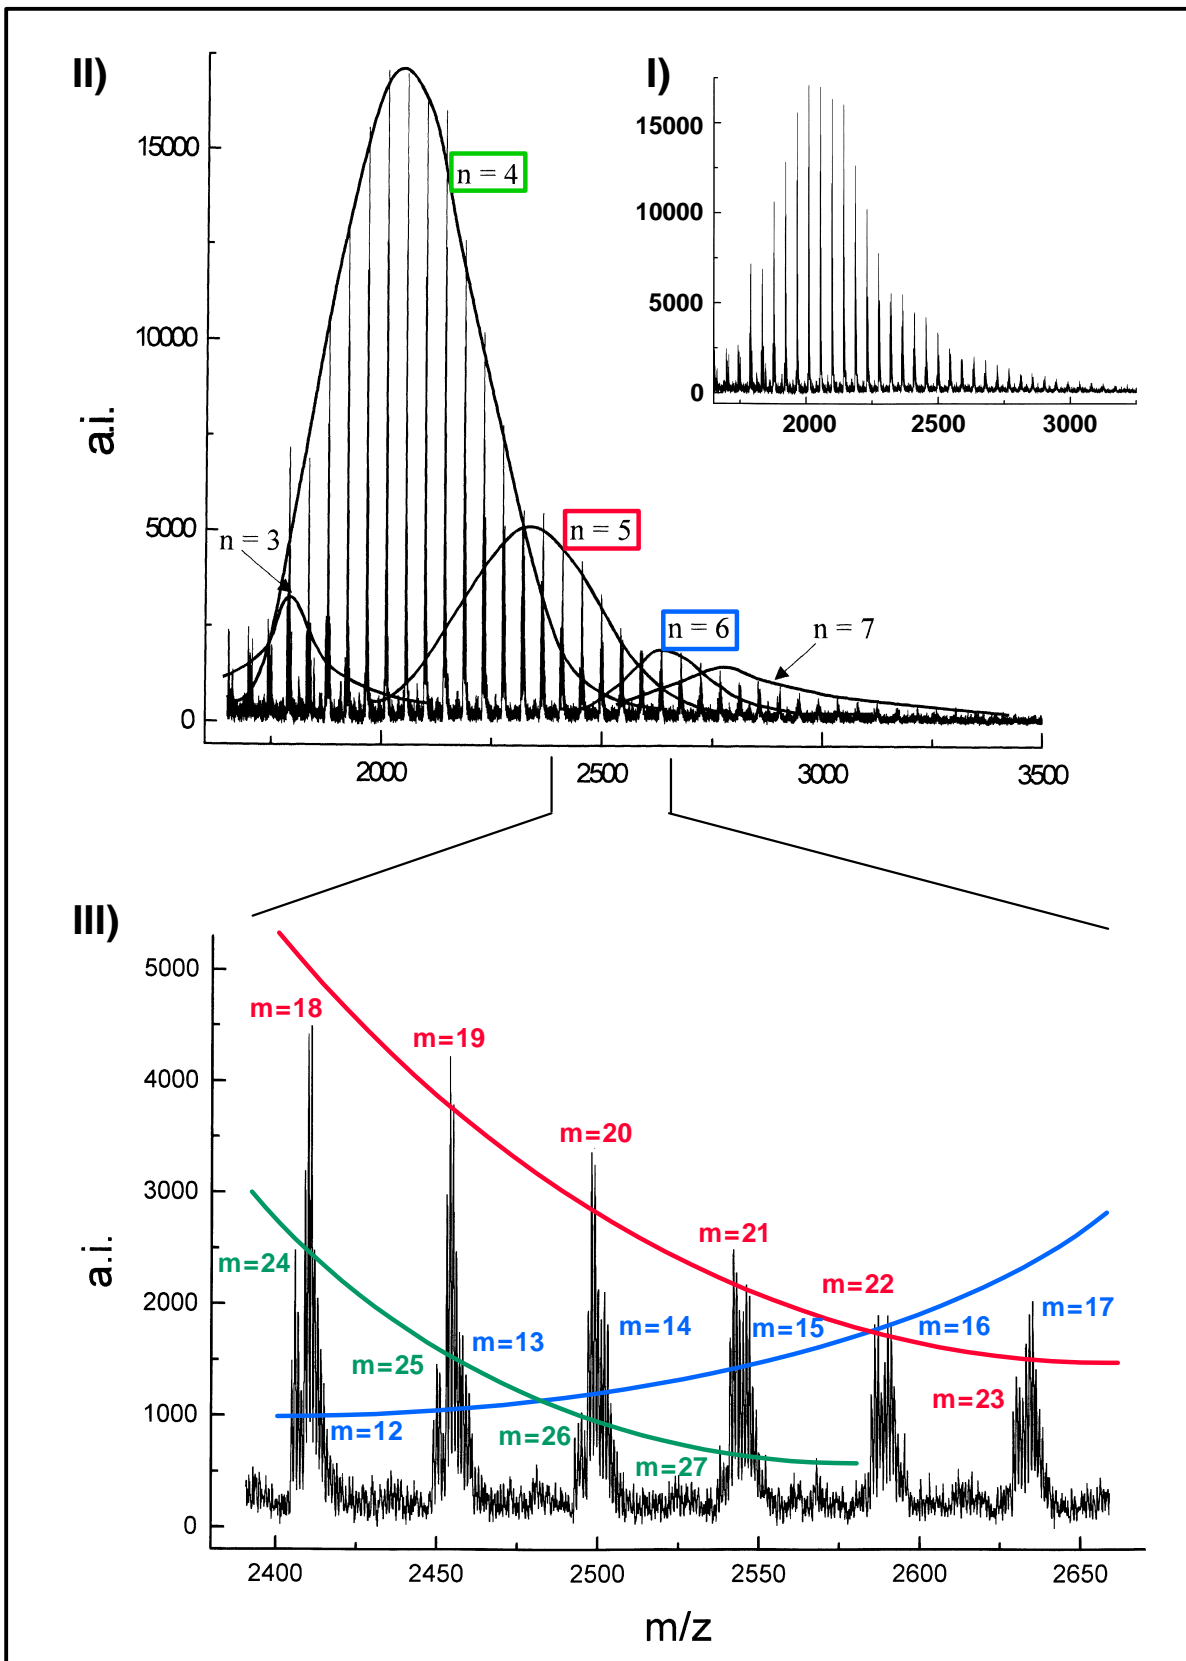 II)
I)
15000
10000
5000
0
2000
2500
3000
15000
10000
5000
0
a.i.
n = 4
n = 3
n = 5
n = 6
n = 7
2000
2500
3000
3500
III)
5000
4000
3000
2000
1000
0
a.i.
m=18
m=19
m=20
m=21
m=22
m=24
m=17
m=13
m=14
m=15
m=16
m=25
m=23
m=12
m=26
m=27
2400
2450
2500
2550
2600
2650
m/z